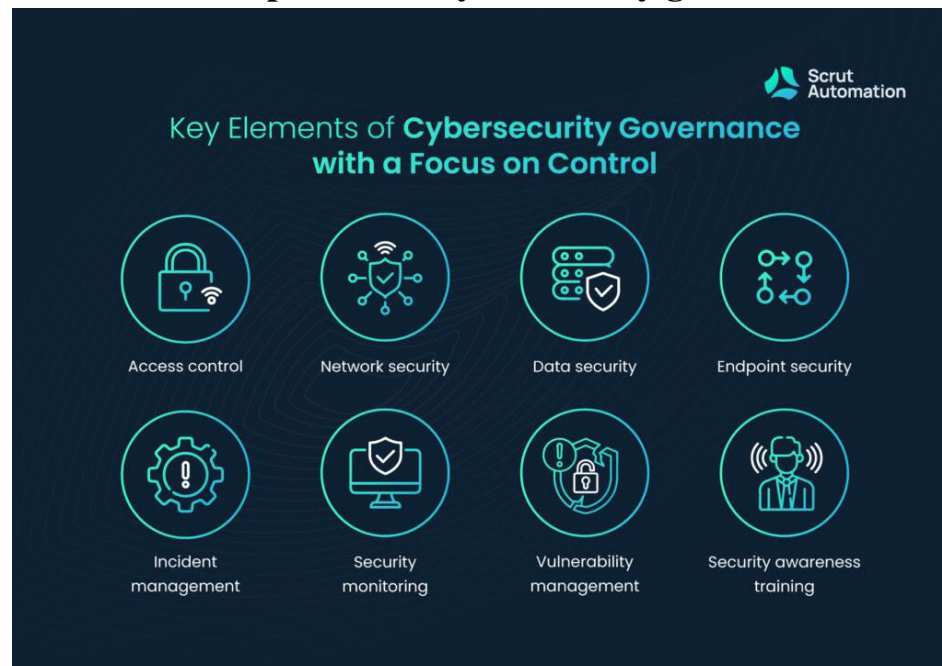 Scrut
Automation
Key Elements of Cybersecurity Governance
with a Focus on Control
Access control
Network security
Data security
Endpoint security
Incident
management
Security
monitoring
Vulnerability
management
Security awareness
training